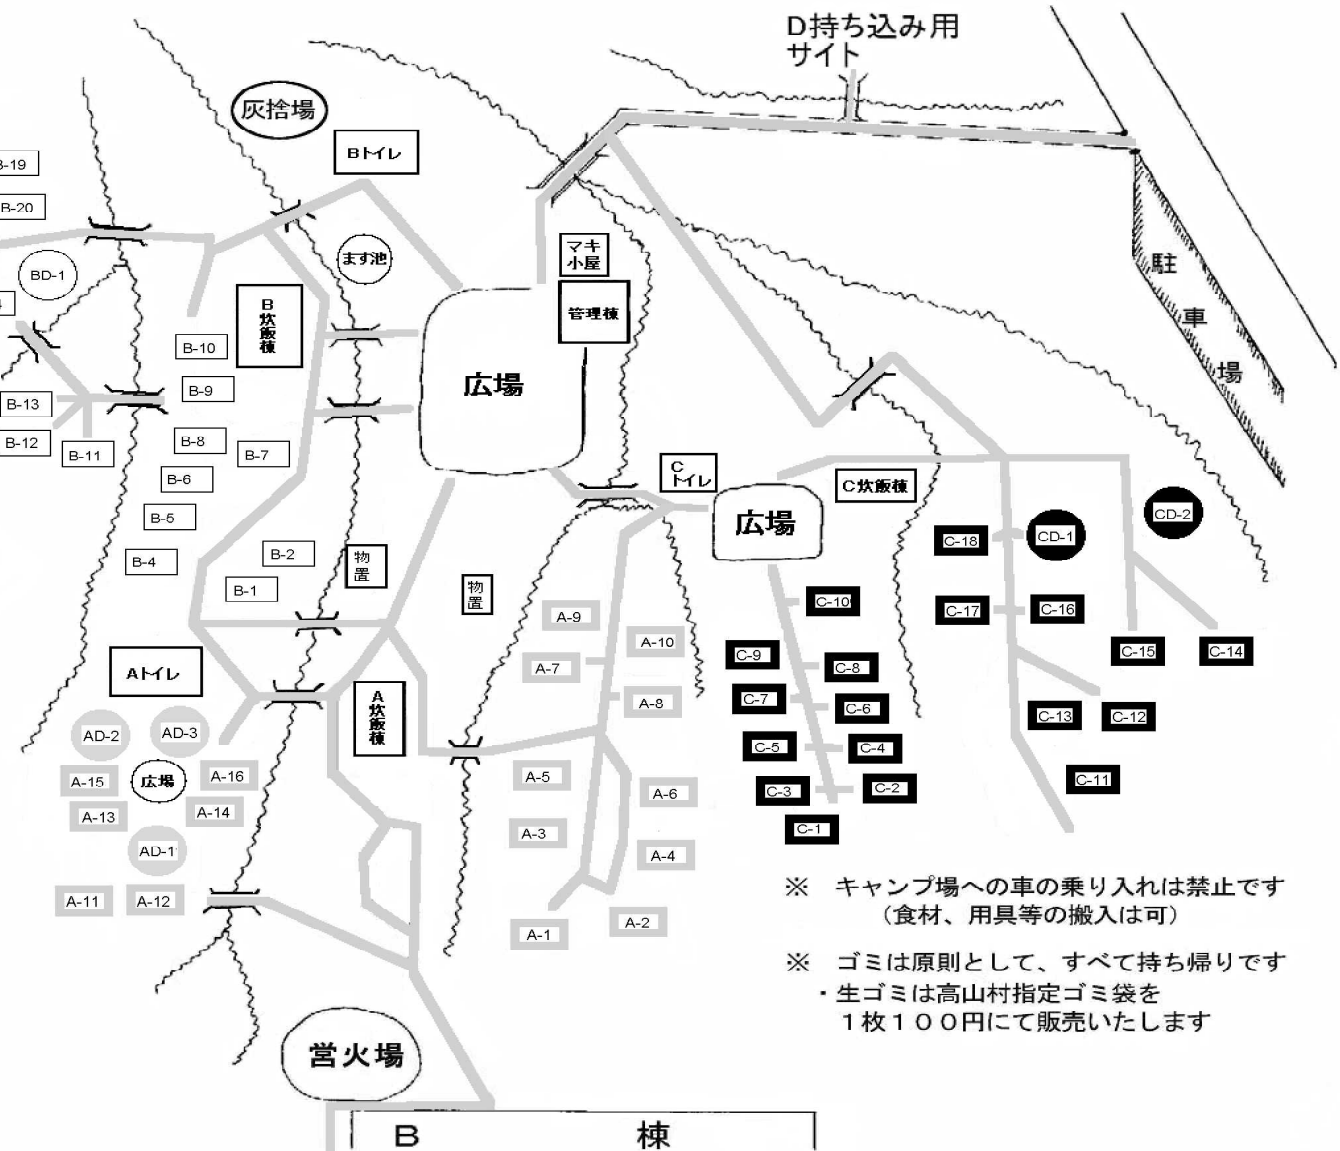 D持ち込み用
サイト
灰捨場
Bトイレ
B-20
BD-1
ます池
マキ
小屋
管理棟
駐
車
場
B
炊
飯
棟
B-10
B-9
B-13
B-12
B-11
B-8
B-7
B-6
B-5
B-4
B-2
B-1
広場
C
トイレ
C炊飯棟
広場
物
置
物
置
CD-1
CD-2
C-18
C-17
C-16
C-15
C-14
C-13
C-12
C-11
C-10
C-9
C-8
C-7
C-6
C-5
C-4
C-3
C-2
C-1
A-9
A-10
A-7
A-8
A-5
A-6
A-3
A-4
A-1
A-2
Aトイレ
A
炊
飯
棟
AD-2
AD-3
A-15
広場
A-16
A-13
A-14
AD-1
A-11
A-12
※ キャンプ場への車の乗り入れは禁止です
(食材、用具等の搬入は可)
※ ゴミは原則として、すべて持ち帰りです
・生ゴミは高山村指定ゴミ袋を
1枚100円にて販売いたします
営火場
B 棟